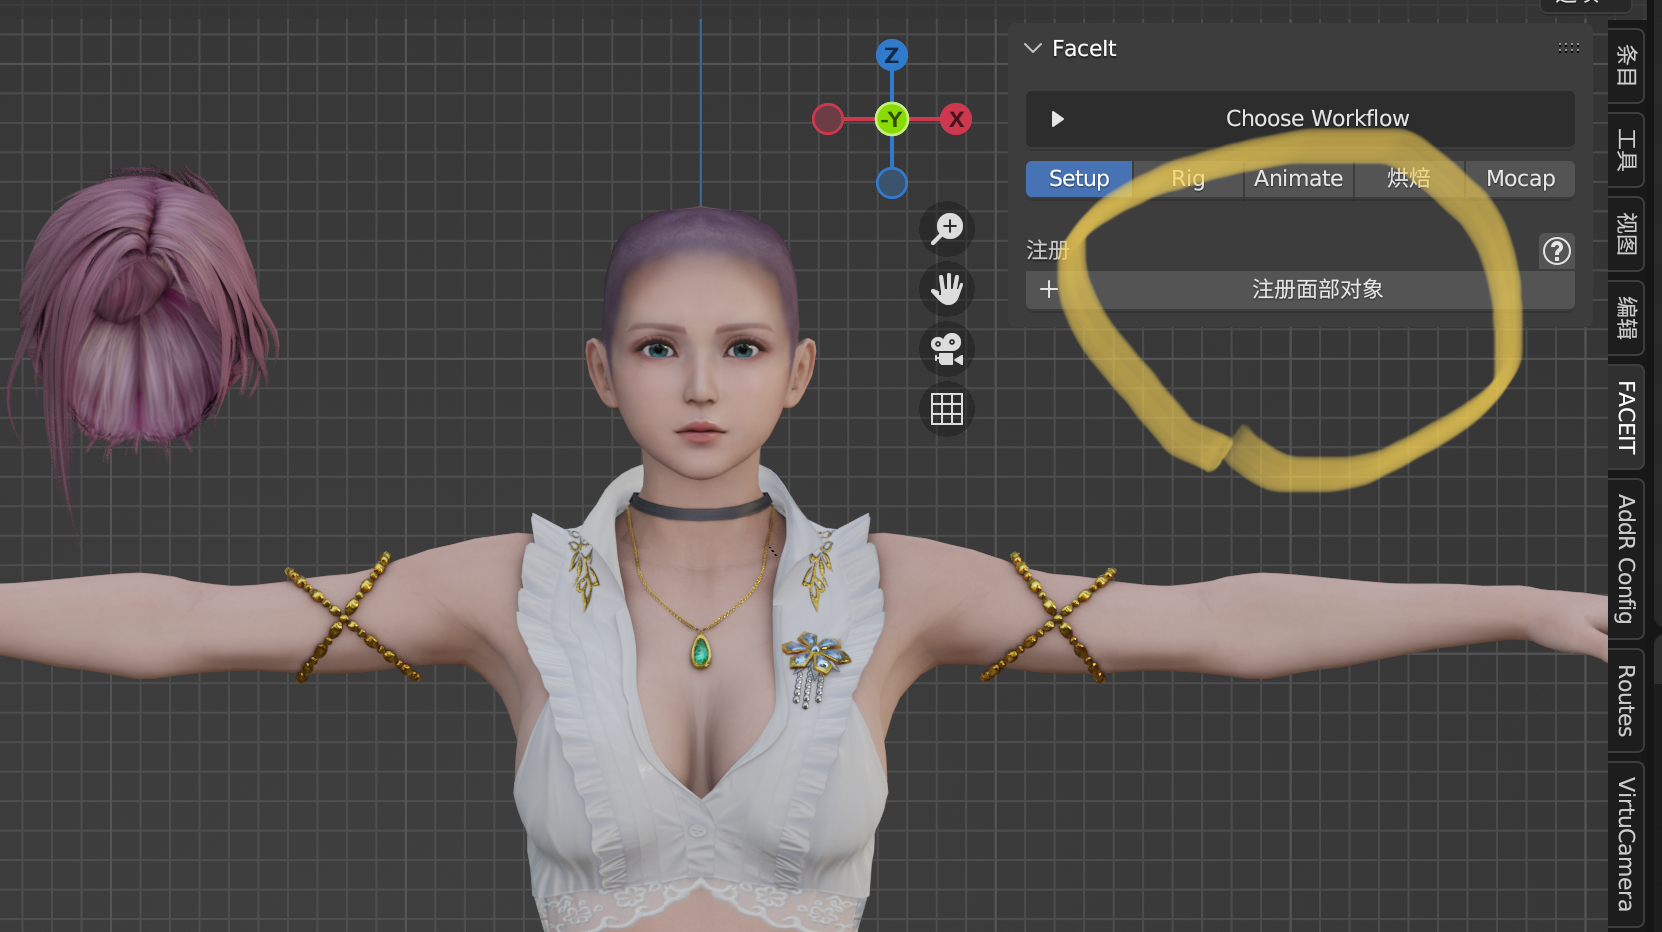 FaceIt
Choose Workflow
Setup Rig Animate 烘焙 Mocap
注册
?
+ 注册面部对象
Z
-Y X
条目
工具
视图
编辑
FACEIT
AddR Config
Routes
VirtuCamera